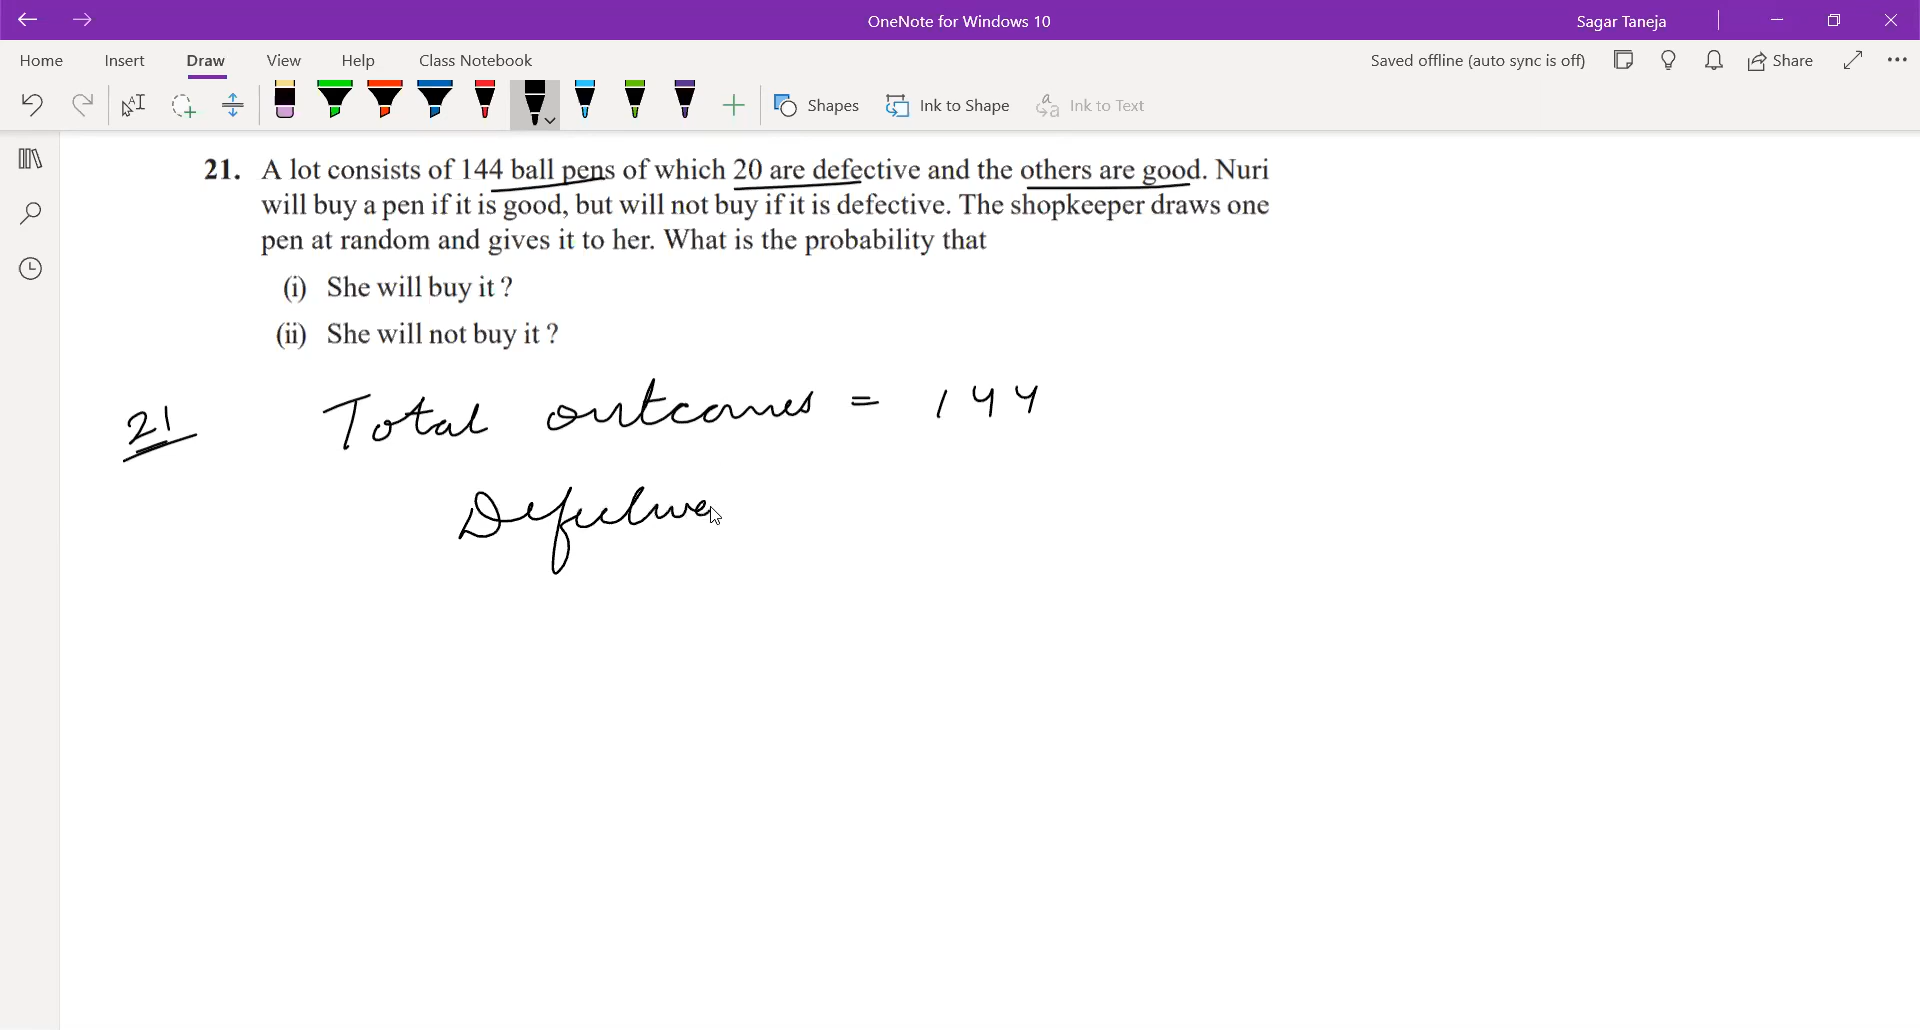 OneNote for Windows 10
Sagar Taneja
Home Insert Draw View Help Class Notebook
Saved offline (auto sync is off) Share
Shapes Ink to Shape Ink to Text
21. A lot consists of 144 ball pens of which 20 are defective and the others are good. Nuri
will buy a pen if it is good, but will not buy if it is defective. The shopkeeper draws one
pen at random and gives it to her. What is the probability that
(i) She will buy it ?
(ii) She will not buy it ?
21 Total outcomes = 144
Defective